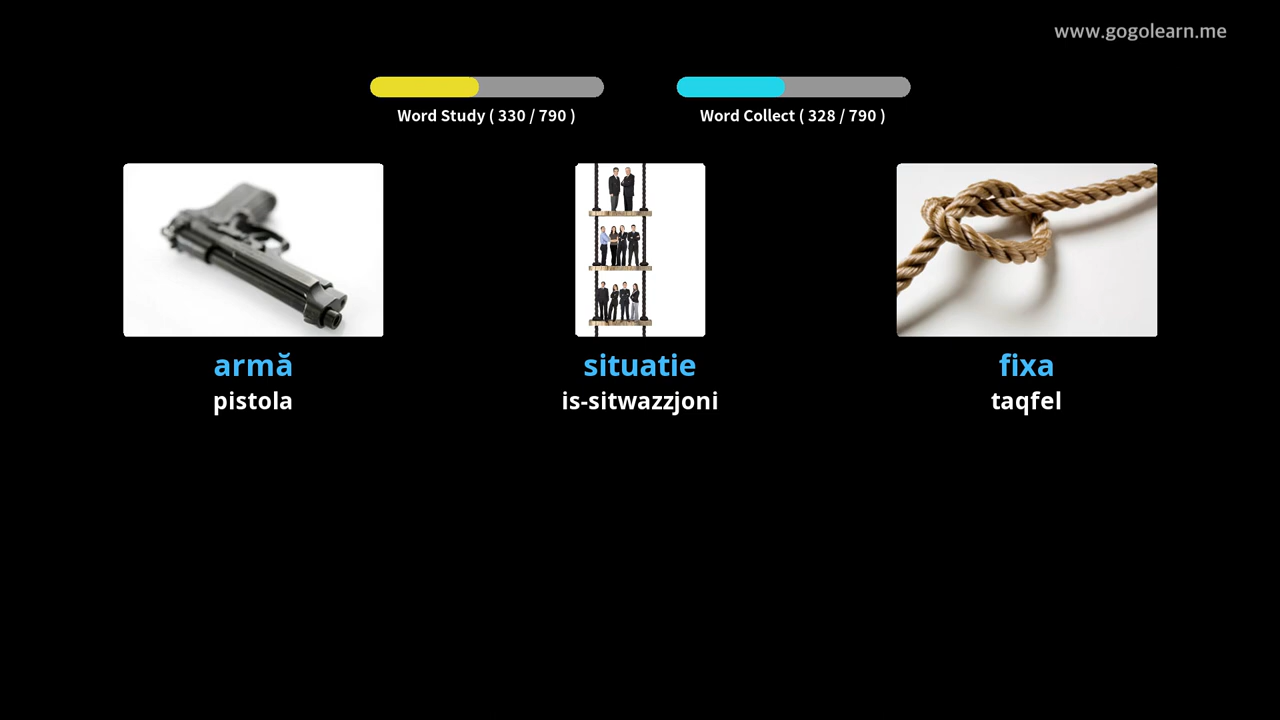 www.gogolearn.me
Word Study ( 330 / 790 )
Word Collect ( 328 / 790 )
armă
pistola
situatie
is-sitwazzjoni
fixa
taqfel